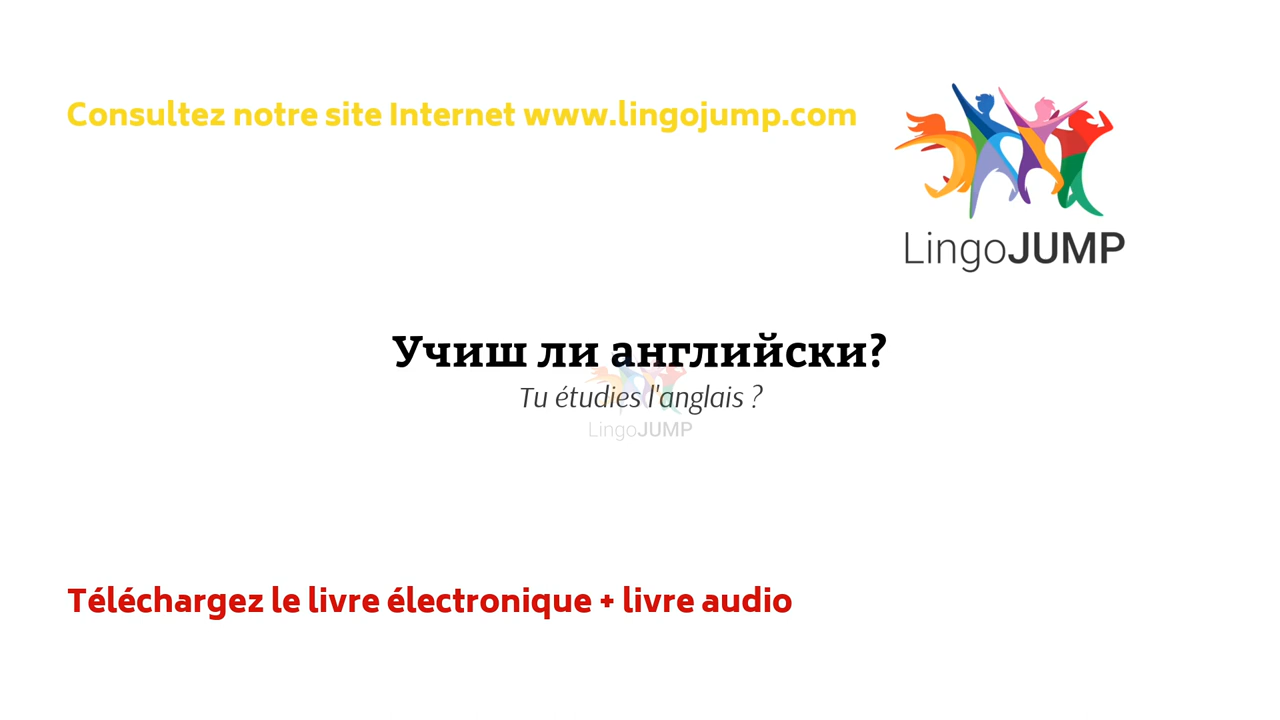 Consultez notre site Internet www.lingojump.com
LingoJUMP
Учиш ли английски?
Tu étudies l'anglais ?
LingoJUMP
Téléchargez le livre électronique + livre audio